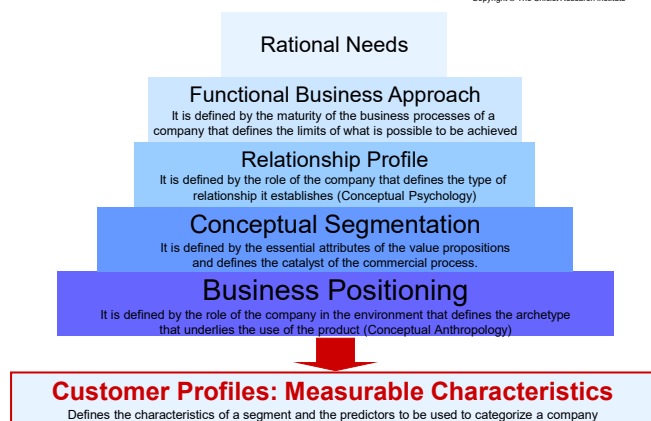 Copyright © The Unicist Research Institute
Rational Needs
Functional Business Approach
It is defined by the maturity of the business processes of a
company that defines the limits of what is possible to be achieved
Relationship Profile
It is defined by the role of the company that defines the type of
relationship it establishes (Conceptual Psychology)
Conceptual Segmentation
It is defined by the essential attributes of the value propositions
and defines the catalyst of the commercial process.
Business Positioning
It is defined by the role of the company in the environment that defines the archetype
that underlies the use of the product (Conceptual Anthropology)
Customer Profiles: Measurable Characteristics
Defines the characteristics of a segment and the predictors to be used to categorize a company